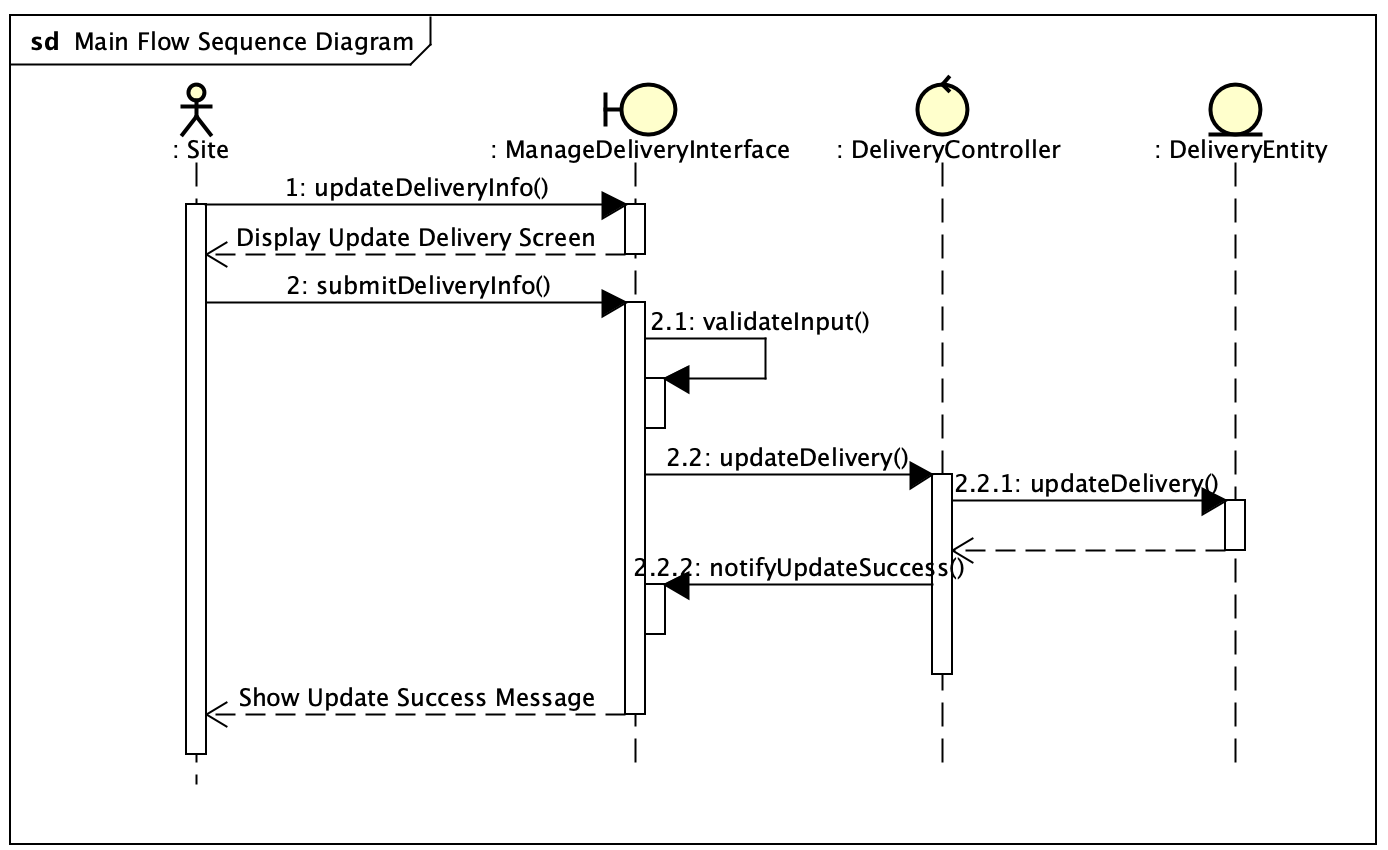 sd Main Flow Sequence Diagram
: Site
: ManageDeliveryInterface
: DeliveryController
: DeliveryEntity
1: updateDeliveryInfo()
Display Update Delivery Screen
2: submitDeliveryInfo()
2.1: validateInput()
2.2: updateDelivery()
2.2.1: updateDelivery()
2.2.2: notifyUpdateSuccess()
Show Update Success Message